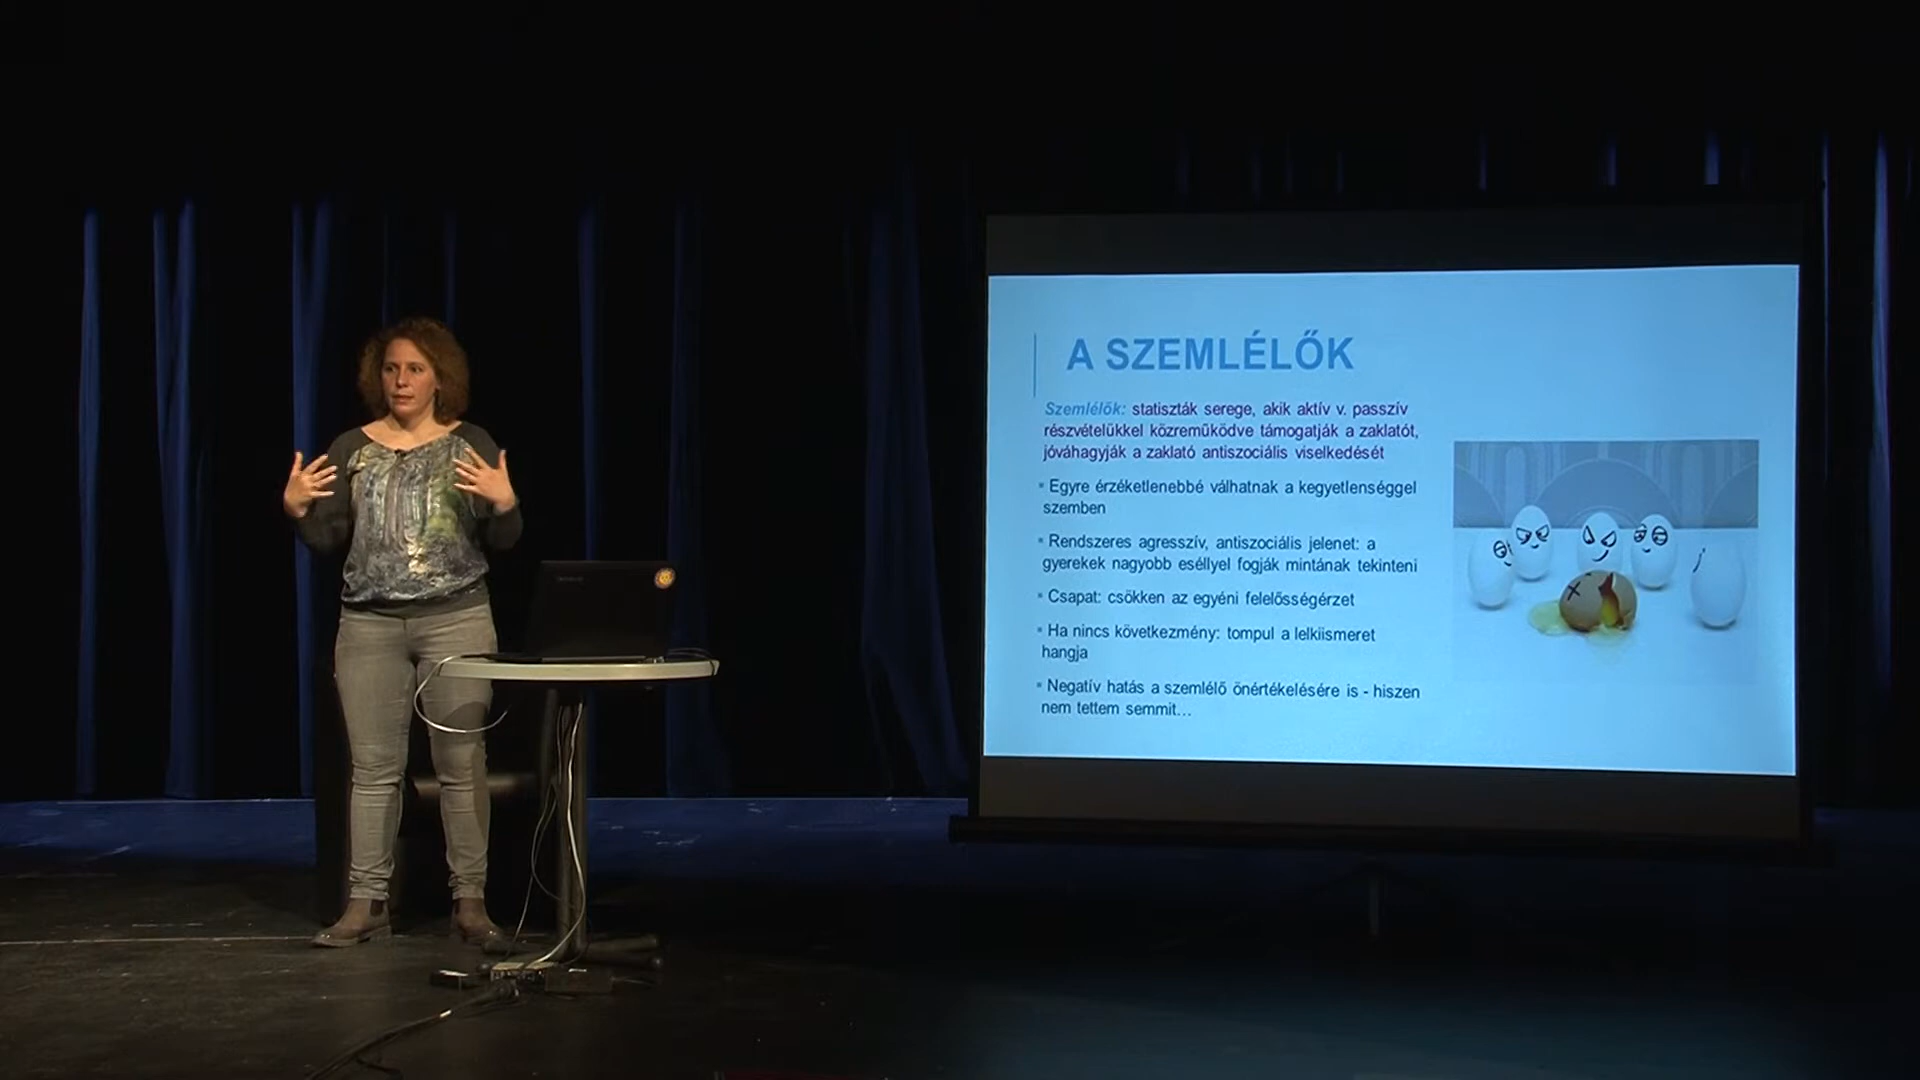 A SZEMLÉLŐK
Szemlélők: statiszták serege, akik aktív v. passzív
részvételükkel közreműködve támogatják a zaklatót,
jóváhagyják a zaklató antiszociális viselkedését
▪ Egyre érzéketlenebbé válhatnak a kegyetlenséggel
szemben
▪ Rendszeres agresszív, antiszociális jelenet: a
gyerekek nagyobb eséllyel fogják mintának tekinteni
▪ Csapat: csökken az egyéni felelősségérzet
▪ Ha nincs következmény: tompul a lelkiismeret
hangja
▪ Negatív hatás a szemlélő önértékelésére is - hiszen
nem tettem semmit…